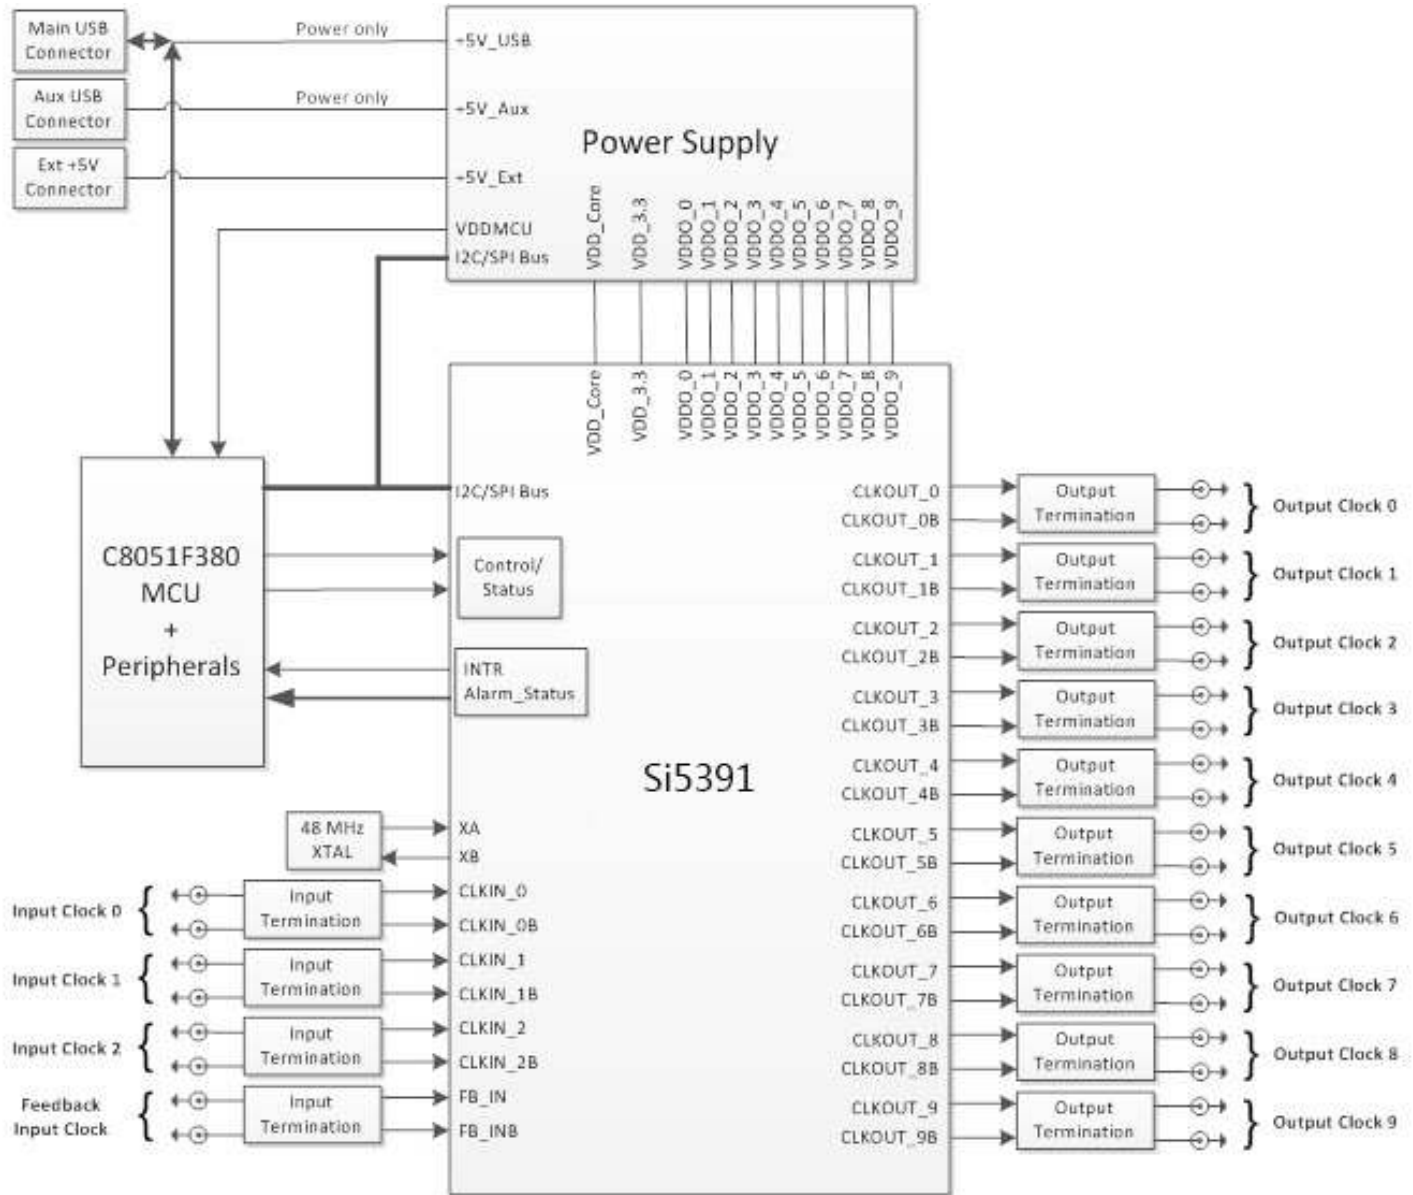 Main USB
Connector
Power only
+5V_USB
Aux USB
Connector
Power only
+5V_Aux
Ext +5V
Connector
+5V_Ext
Power Supply
VDDMCU
I2C/SPI Bus
VDD_Core
VDD_3.3
VDDO_0
VDDO_1
VDDO_2
VDDO_3
VDDO_4
VDDO_5
VDDO_6
VDDO_7
VDDO_8
VDDO_9
VDD_Core
VDD_3.3
VDDO_0
VDDO_1
VDDO_2
VDDO_3
VDDO_4
VDDO_5
VDDO_6
VDDO_7
VDDO_8
VDDO_9
C8051F380
MCU
+
Peripherals
I2C/SPI Bus
Control/
Status
INTR
Alarm_Status
Si5391
48 MHz
XTAL
XA
XB
Input Clock 0
Input
Termination
CLKIN_0
CLKIN_0B
Input Clock 1
Input
Termination
CLKIN_1
CLKIN_1B
Input Clock 2
Input
Termination
CLKIN_2
CLKIN_2B
Feedback
Input Clock
Input
Termination
FB_IN
FB_INB
CLKOUT_0
CLKOUT_0B
Output
Termination
Output Clock 0
CLKOUT_1
CLKOUT_1B
Output
Termination
Output Clock 1
CLKOUT_2
CLKOUT_2B
Output
Termination
Output Clock 2
CLKOUT_3
CLKOUT_3B
Output
Termination
Output Clock 3
CLKOUT_4
CLKOUT_4B
Output
Termination
Output Clock 4
CLKOUT_5
CLKOUT_5B
Output
Termination
Output Clock 5
CLKOUT_6
CLKOUT_6B
Output
Termination
Output Clock 6
CLKOUT_7
CLKOUT_7B
Output
Termination
Output Clock 7
CLKOUT_8
CLKOUT_8B
Output
Termination
Output Clock 8
CLKOUT_9
CLKOUT_9B
Output
Termination
Output Clock 9